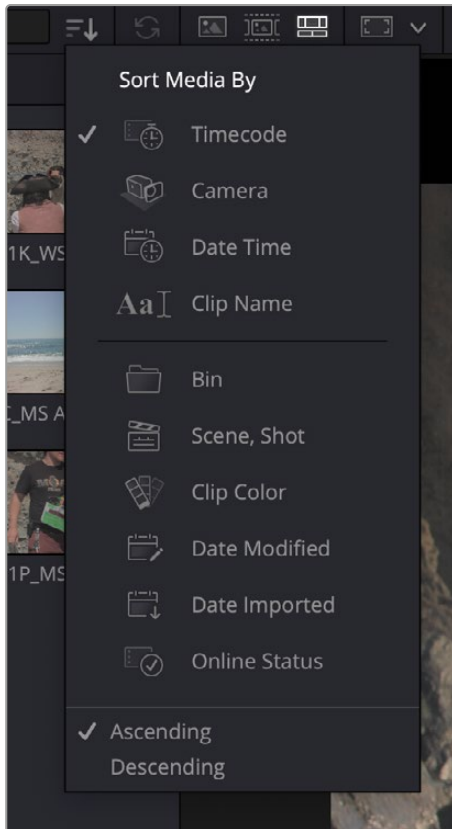 Sort Media By
Timecode
Camera
Date Time
1K_WS
Aa Clip Name
Bin
_MS A
Scene, Shot
Clip Color
Date Modified
1P_MS
Date Imported
Online Status
Ascending
Descending